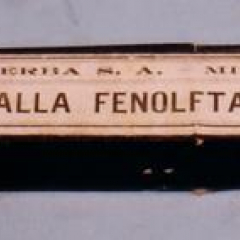 ERBA S. A. MI
ALLA FENOLFTA